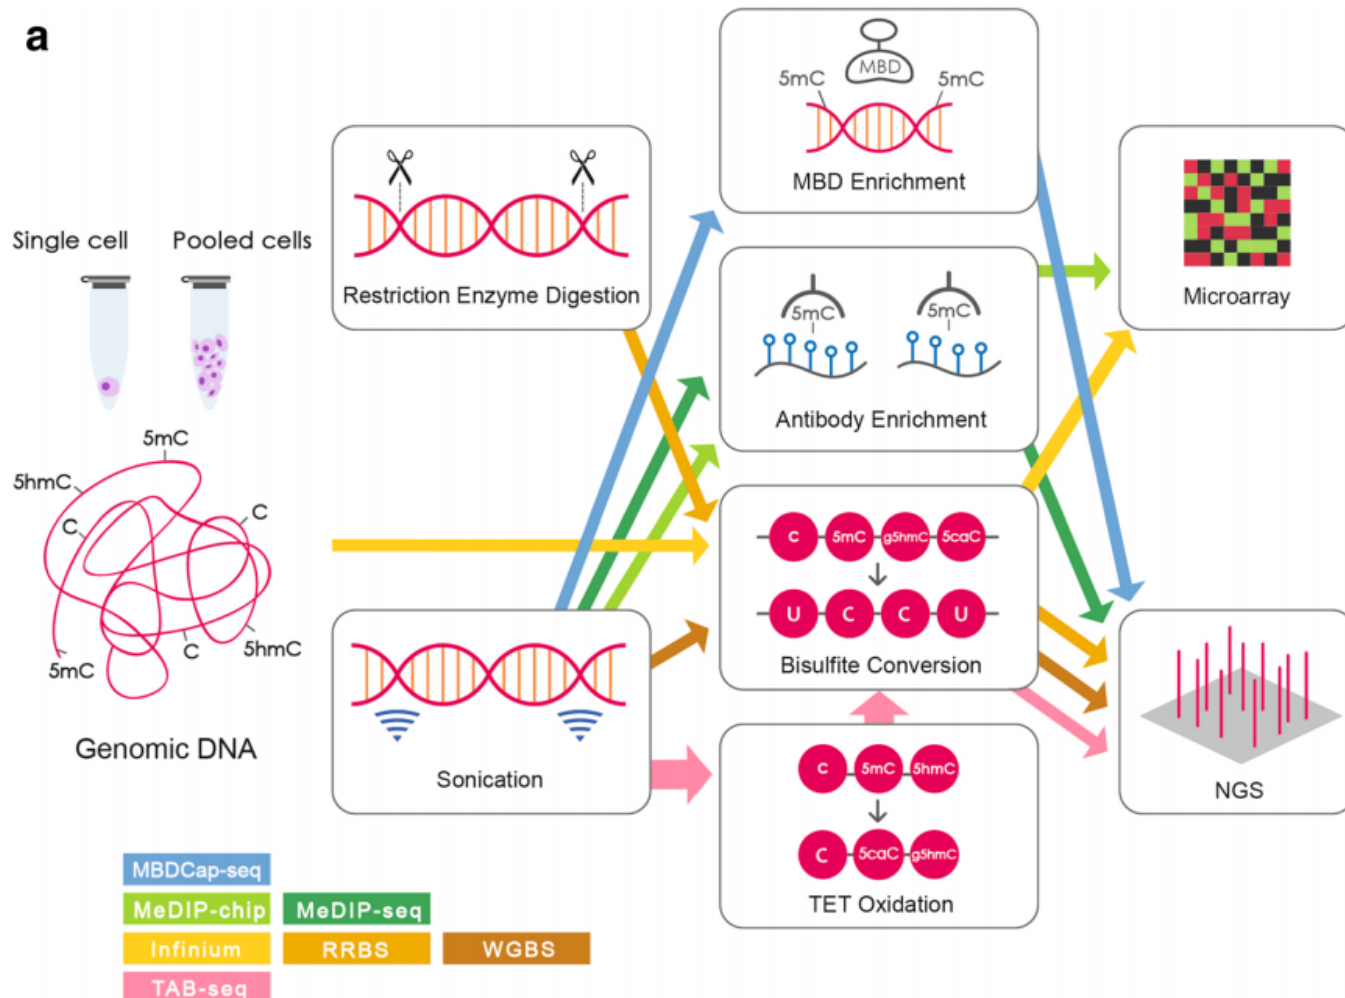 a
Single cell
Pooled cells
5mC
5hmC
C
C
C
5hmC
5mC
Genomic DNA
Restriction Enzyme Digestion
Sonication
MBD
5mC
5mC
MBD Enrichment
5mC
5mC
Antibody Enrichment
C 5mC g5hmC 5caC
U C C U
Bisulfite Conversion
C 5mC 5hmC
C 5caC g5hmC
TET Oxidation
Microarray
NGS
MBDCap-seq
MeDIP-chip MeDIP-seq
Infinium RRBS WGBS
TAB-seq